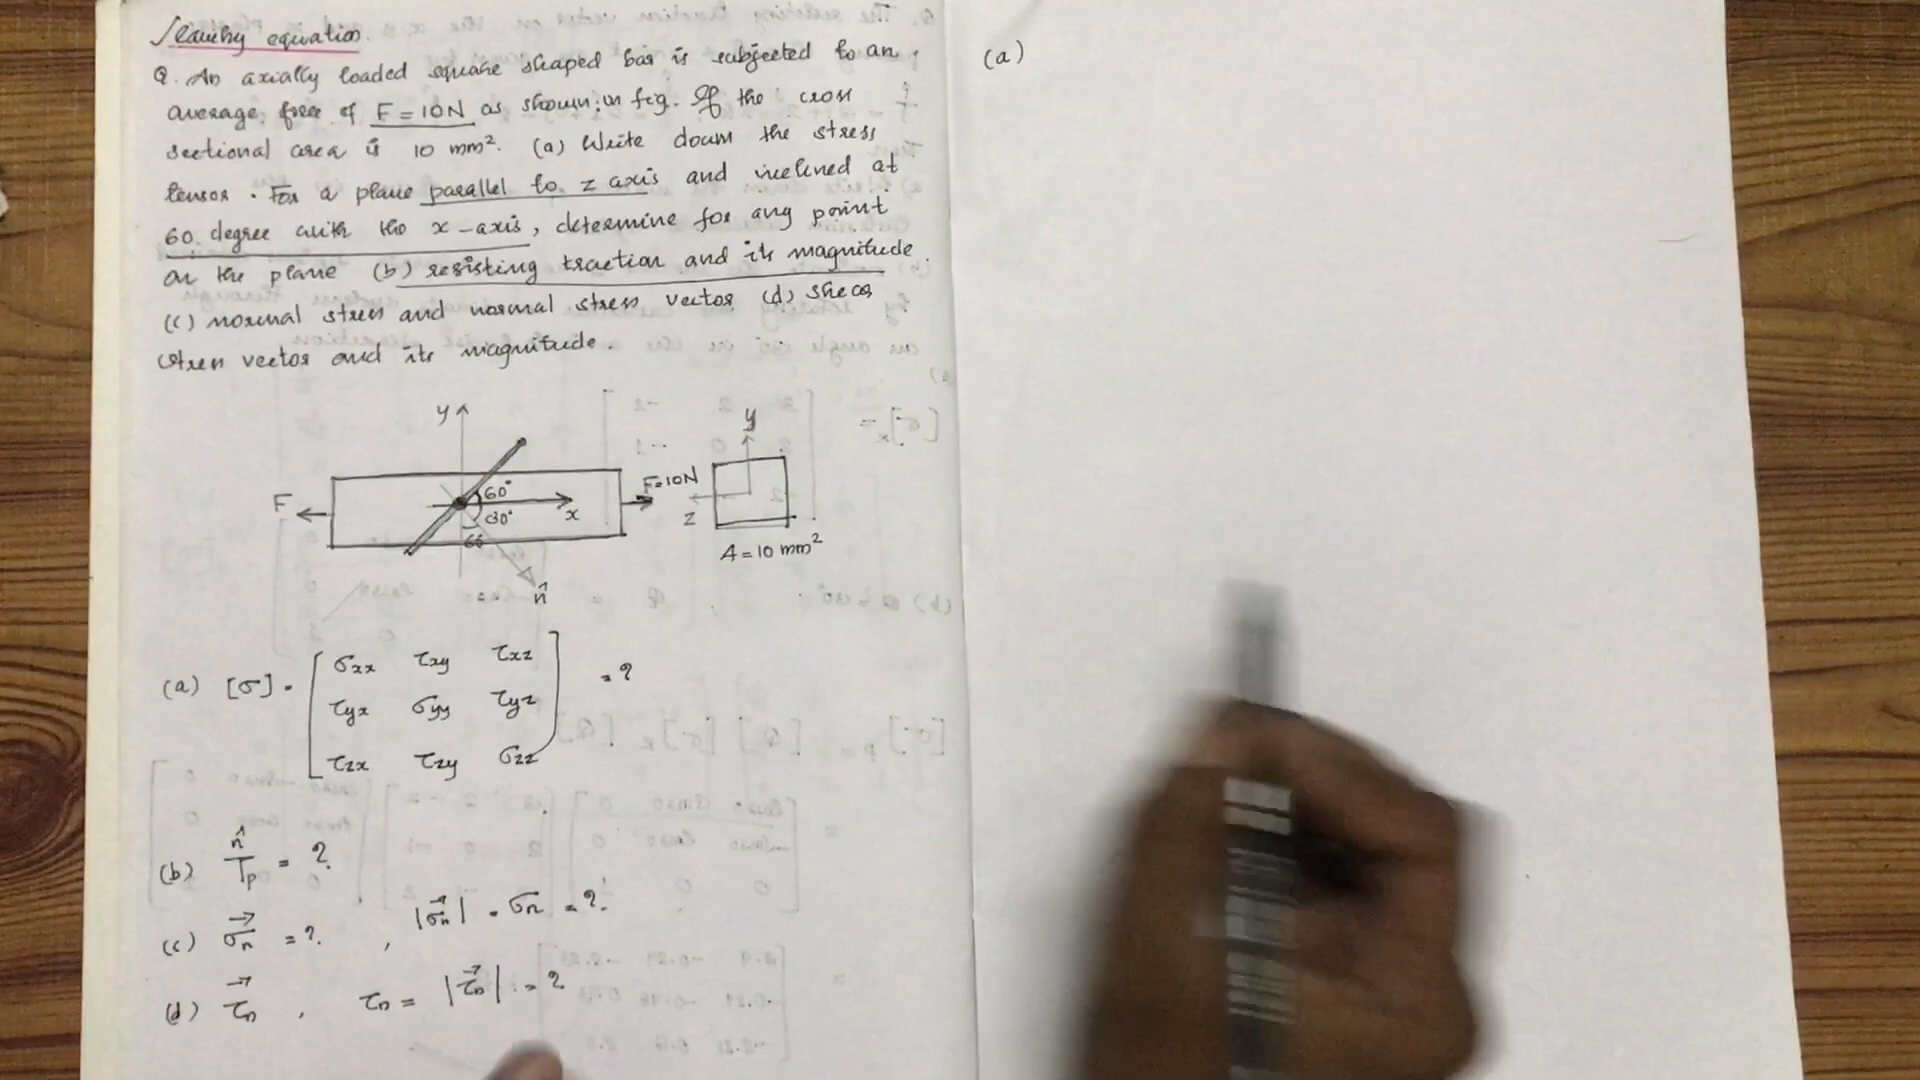 Cauchy equation.
Q. An axially loaded square shaped bar is subjected to an
average force of F = 10N as shown in fig. If the cross
sectional area is 10 mm². (a) Write down the stress
tensor. For a plane parallel to z axis and inclined at
60 degree with the x-axis, determine for any point
on the plane (b) resisting traction and its magnitude.
(c) normal stress and normal stress vector (d) shear
stress vector and its magnitude.
y
y
F
60°
30°
60
x
F=10N
z
A = 10 mm²
n̂
(a) [σ] = [ σxx τxy τxz
τyx σyy τyz
τzx τzy σzz ] = ?
(b) n̂ Tp = ?
(c) σn⃗ = ?, |σn⃗| = σn = ?
(d) τn⃗, τn = |τn⃗| = ?
(a)